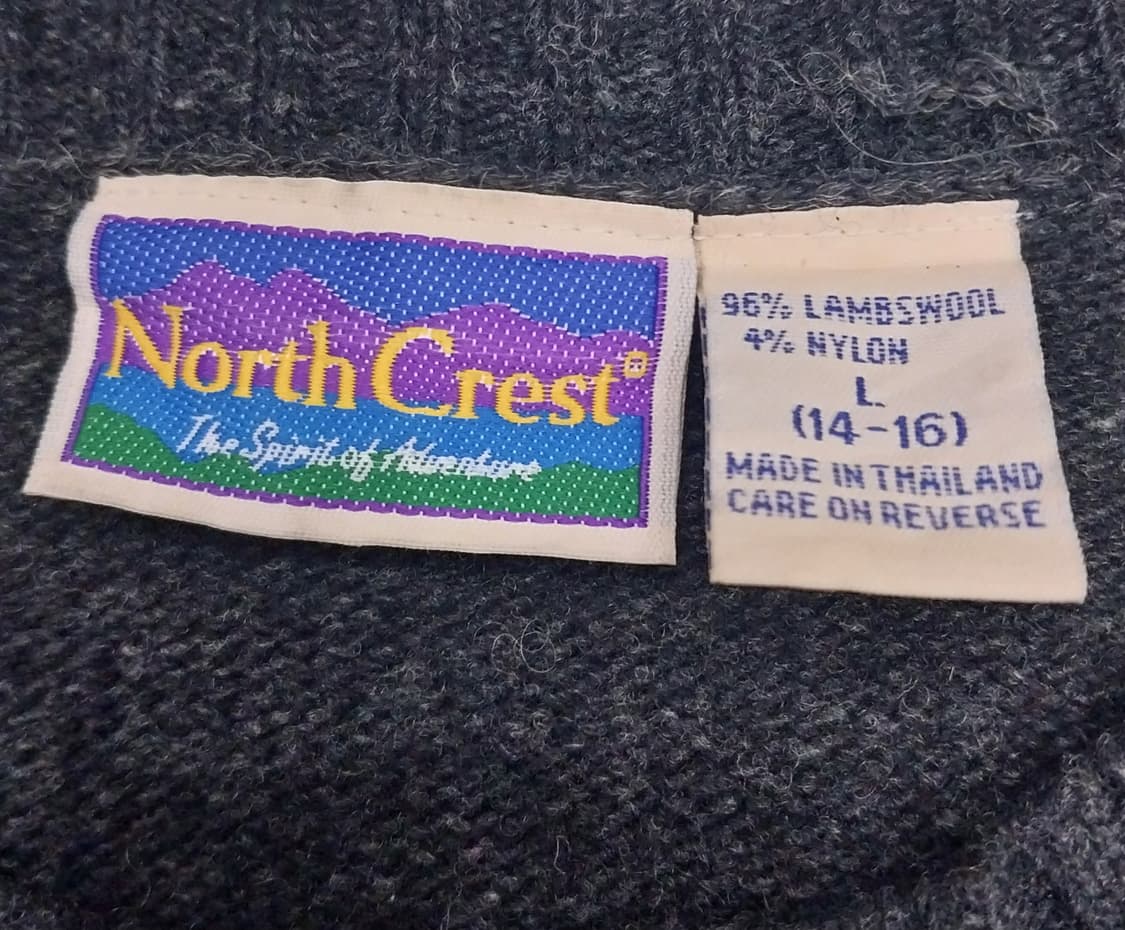 North Crest®
The Spirit of Adventure
96% LAMBSWOOL
4% NYLON
L
(14-16)
MADE IN THAILAND
CARE ON REVERSE